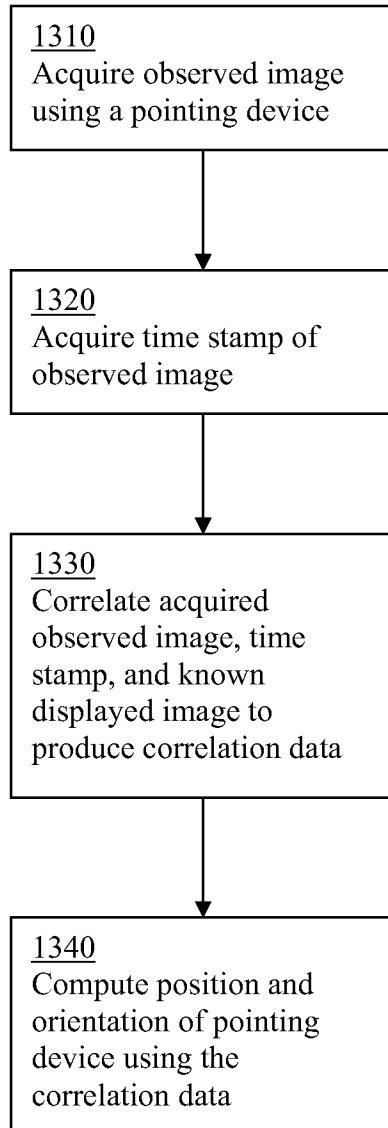 1310
Acquire observed image
using a pointing device
1320
Acquire time stamp of
observed image
1330
Correlate acquired
observed image, time
stamp, and known
displayed image to
produce correlation data
1340
Compute position and
orientation of pointing
device using the
correlation data